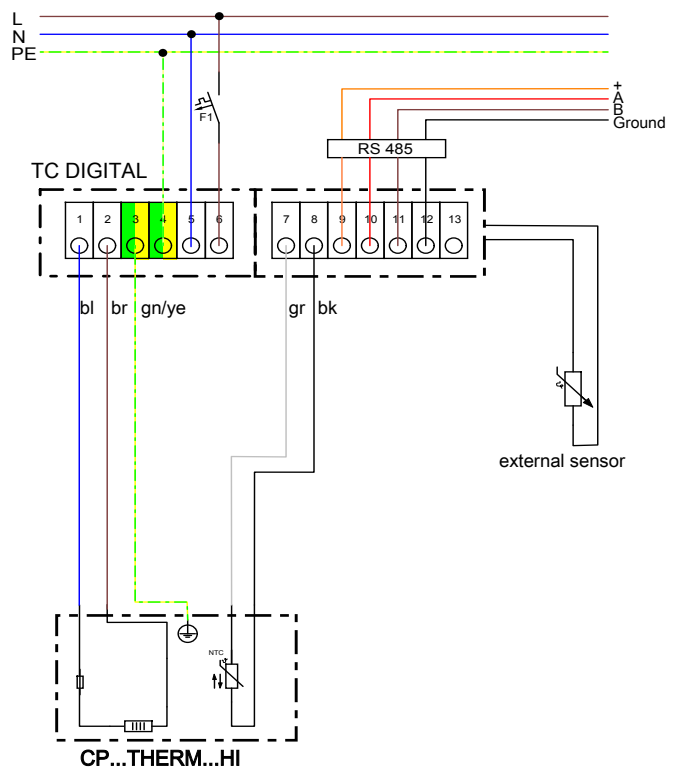 L
N
PE
F1
+
A
B
Ground
RS 485
TC DIGITAL
1 2 3 4 5 6 7 8 9 10 11 12 13
bl br gn/ye gr bk
external sensor
NTC
CP...THERM...HI